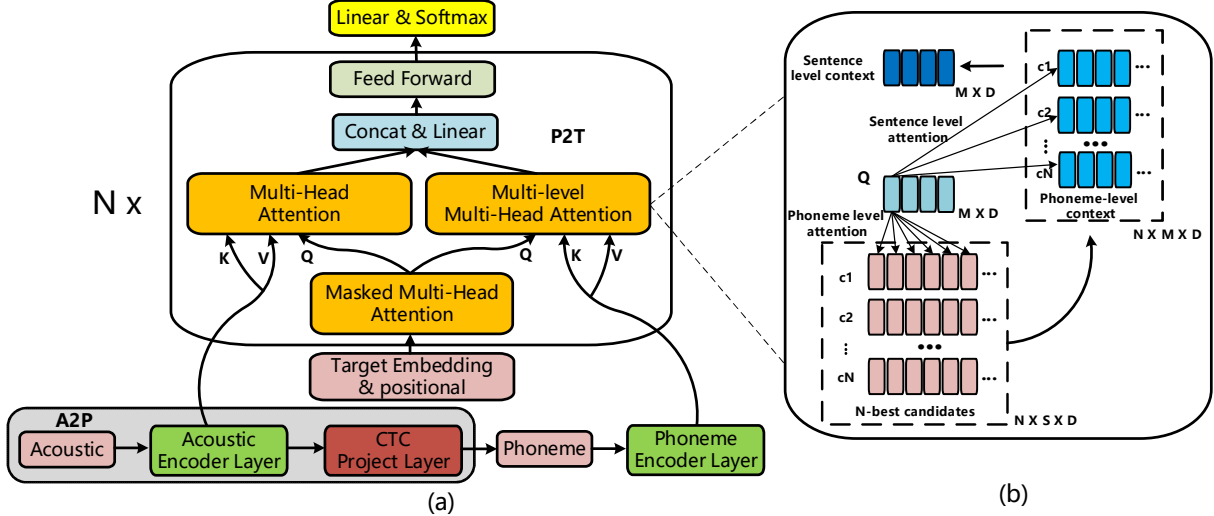 Linear & Softmax
Feed Forward
Concat & Linear
P2T
N x
Multi-Head
Attention
Multi-level
Multi-Head Attention
K
V
Q
Q
K
V
Masked Multi-Head
Attention
Target Embedding
& positional
A2P
Acoustic
Acoustic
Encoder Layer
CTC
Project Layer
Phoneme
Phoneme
Encoder Layer
(a)
Sentence
level context
M X D
c1
...
c2
...
...
...
cN
...
Phoneme-level
context
N X M X D
Sentence level
attention
Q
M X D
Phoneme level
attention
c1
...
c2
...
...
...
cN
...
N-best candidates
N X S X D
(b)